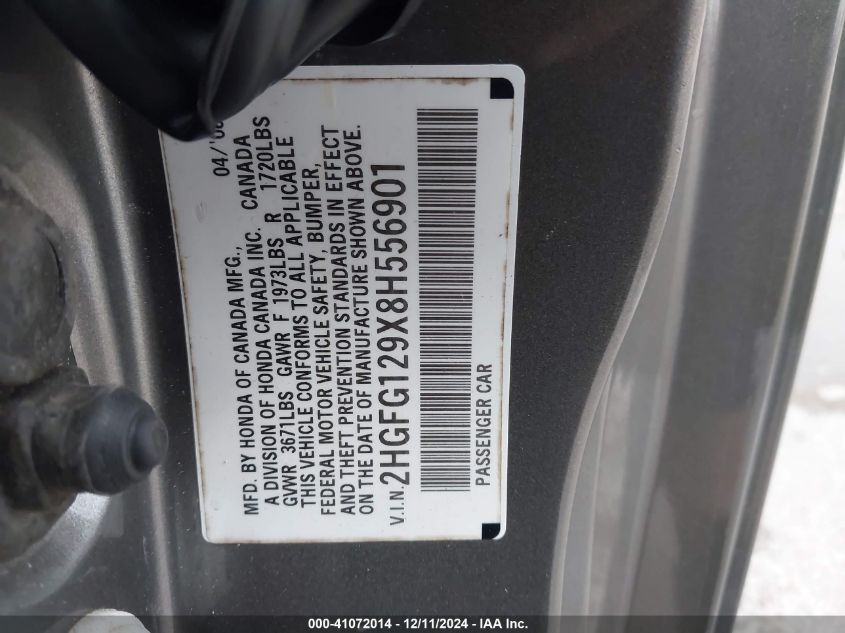 04/'08
MFD. BY HONDA OF CANADA MFG.,
A DIVISION OF HONDA CANADA INC. CANADA
GVWR 3671LBS GAWR F 1973LBS R 1720LBS
THIS VEHICLE CONFORMS TO ALL APPLICABLE
FEDERAL MOTOR VEHICLE SAFETY, BUMPER,
AND THEFT PREVENTION STANDARDS IN EFFECT
ON THE DATE OF MANUFACTURE SHOWN ABOVE.
V.I.N. 2HGFG129X8H556901
PASSENGER CAR
000-41072014 - 12/11/2024 - IAA Inc.